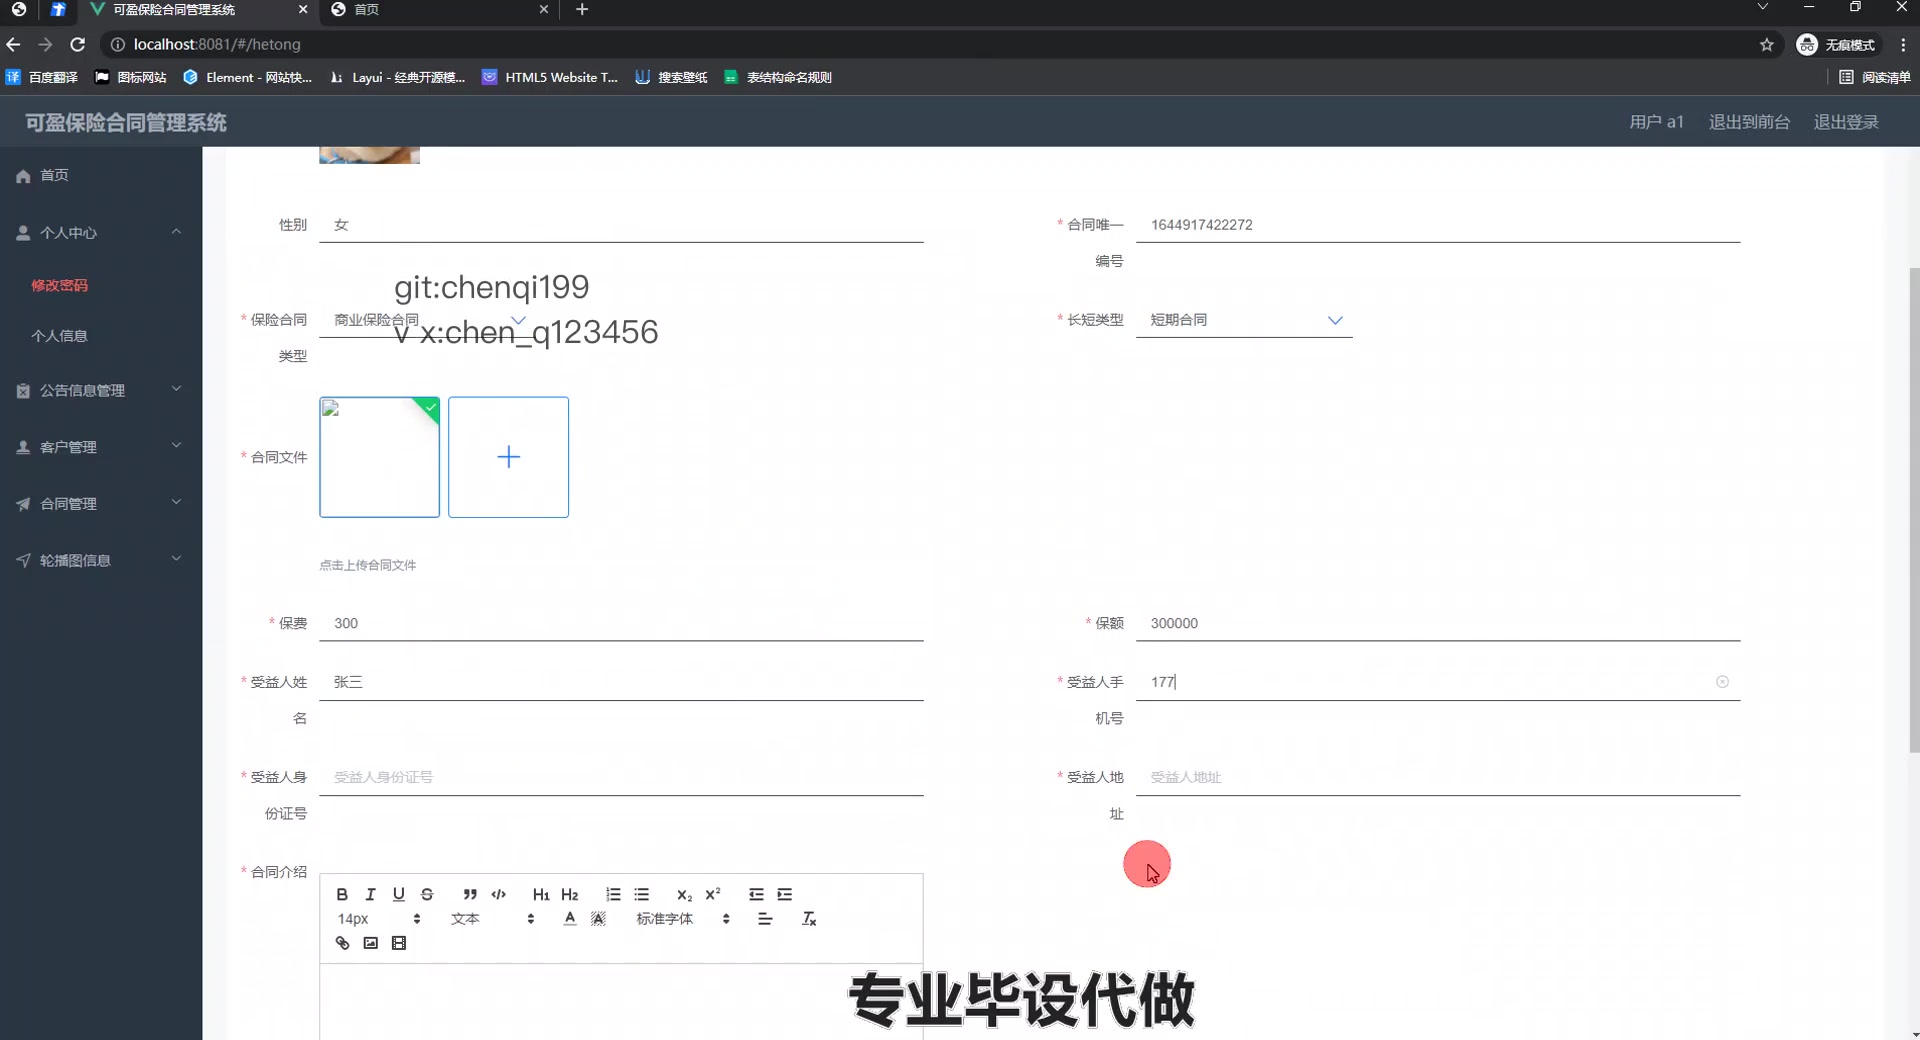 可盈保险合同管理系统
首页
localhost:8081/#/hetong
无痕模式
百度翻译
图标网站
Element - 网站快...
Layui - 经典开源模...
HTML5 Website T...
搜索壁纸
表结构命名规则
阅读清单
可盈保险合同管理系统
用户 a1
退出到前台
退出登录
首页
个人中心
修改密码
个人信息
公告信息管理
客户管理
合同管理
轮播图信息
性别
女
* 合同唯一
编号
1644917422272
git:chenqi199
v x:chen_q123456
* 保险合同
类型
商业保险合同
* 长短类型
短期合同
* 合同文件
点击上传合同文件
* 保费
300
* 保额
300000
* 受益人姓
名
张三
* 受益人手
机号
177
* 受益人身
份证号
受益人身份证号
* 受益人地
址
受益人地址
* 合同介绍
B I U S H1 H2 X2 X2
14px
文本
A A
标准字体
Tx
专业毕设代做